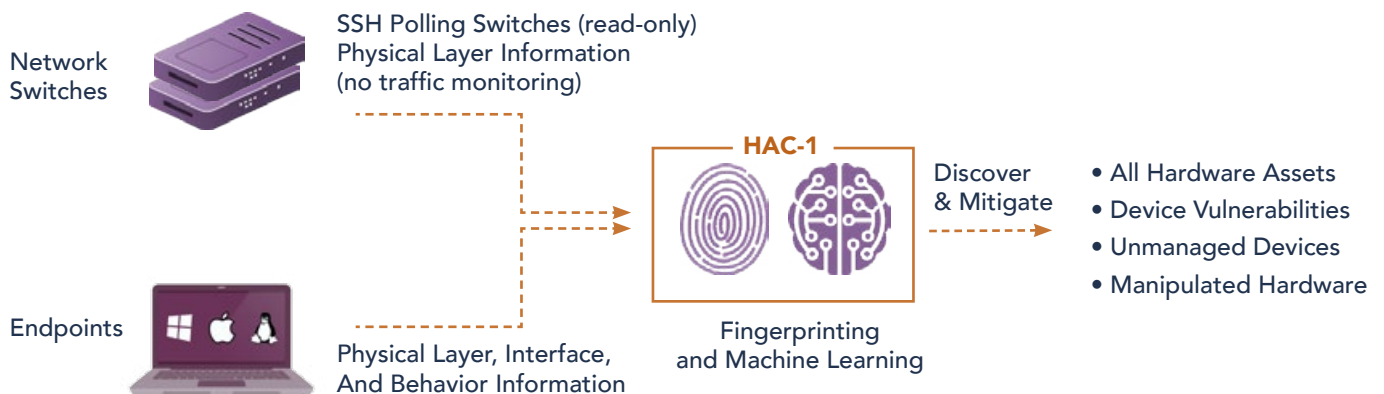 Network
Switches
SSH Polling Switches (read-only)
Physical Layer Information
(no traffic monitoring)
Endpoints
Physical Layer, Interface,
And Behavior Information
HAC-1
Fingerprinting
and Machine Learning
Discover
& Mitigate
• All Hardware Assets
• Device Vulnerabilities
• Unmanaged Devices
• Manipulated Hardware